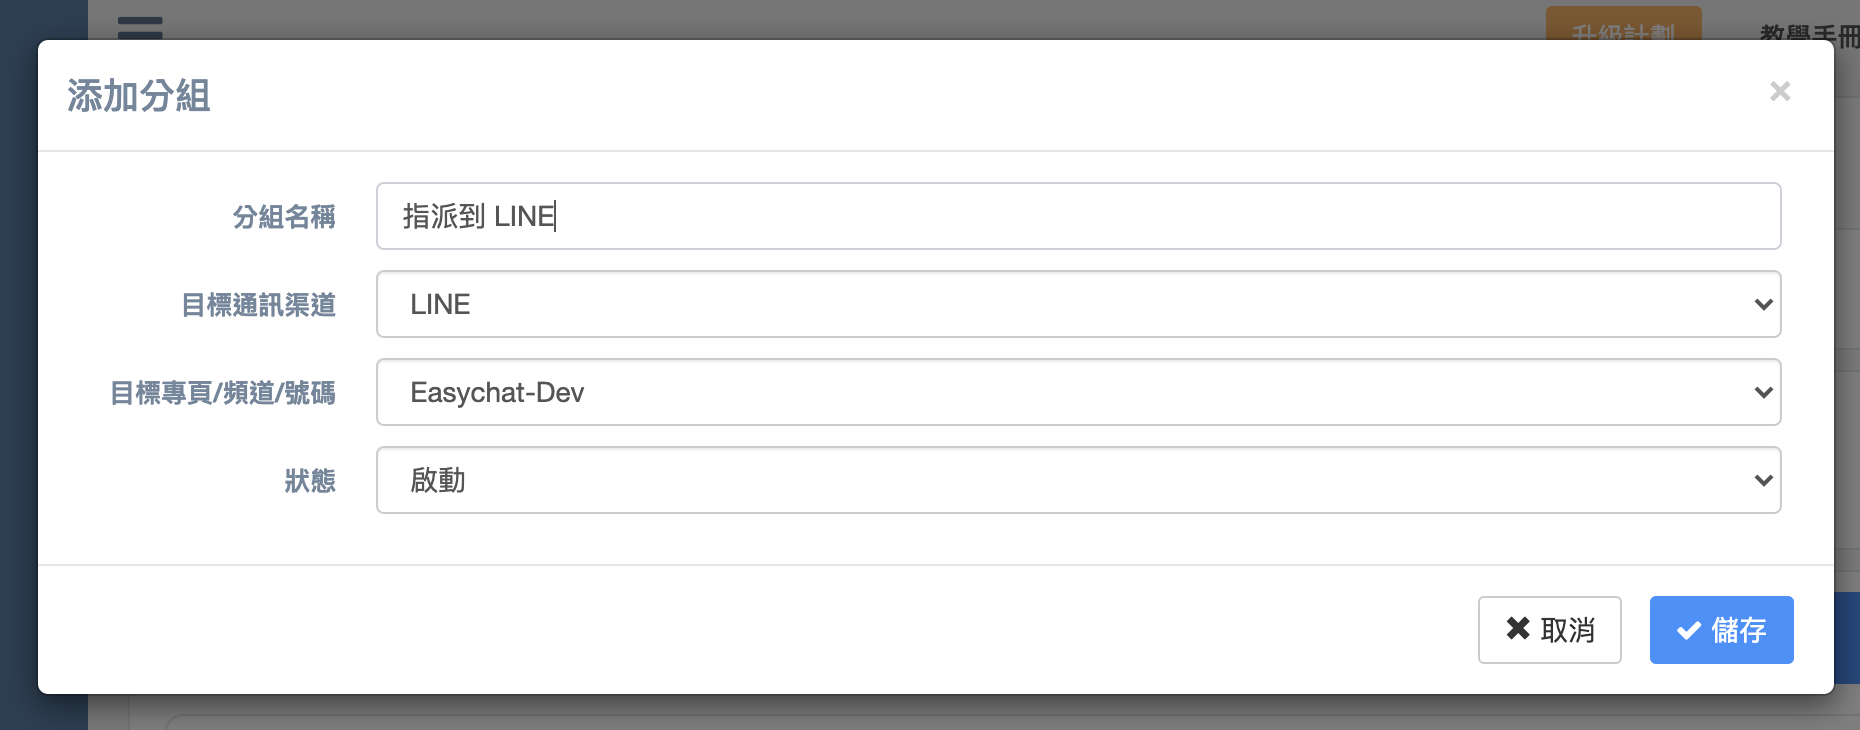 升級計劃
教學手冊
添加分組
×
分組名稱
指派到 LINE
目標通訊渠道
LINE
目標專頁/頻道/號碼
Easychat-Dev
狀態
啟動
取消
儲存